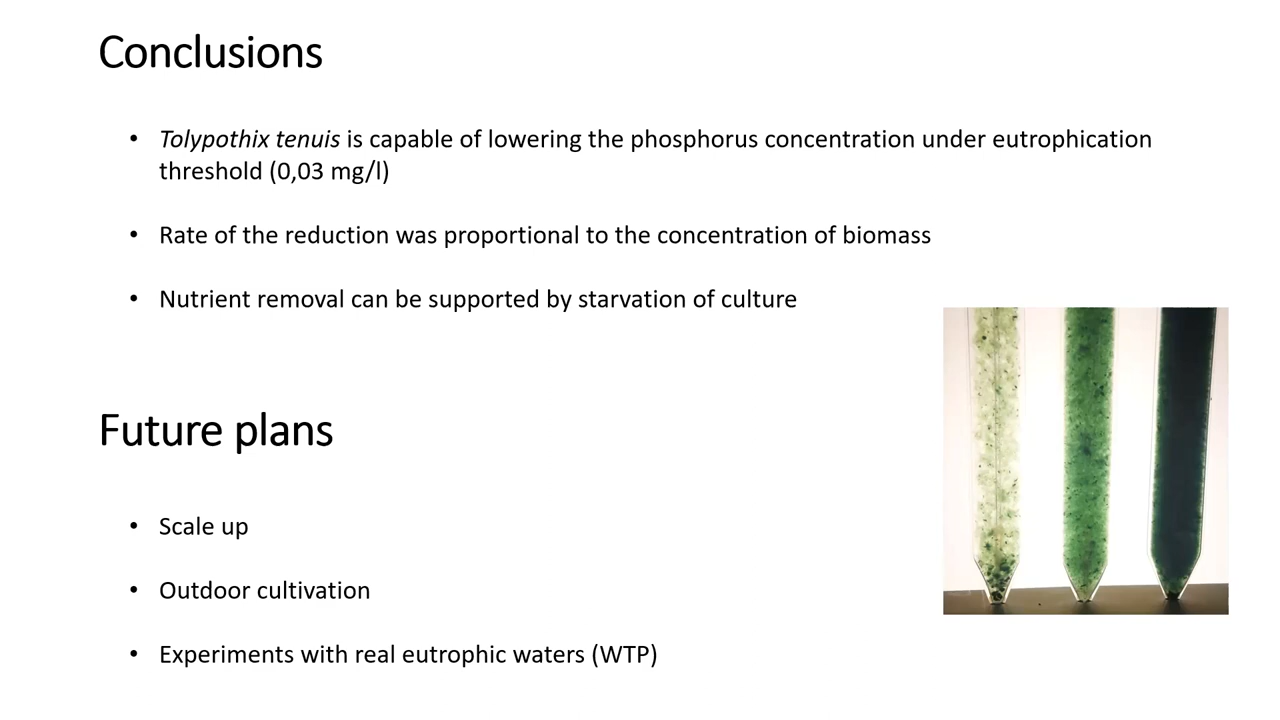 Conclusions
• Tolypothix tenuis is capable of lowering the phosphorus concentration under eutrophication
threshold (0,03 mg/l)
• Rate of the reduction was proportional to the concentration of biomass
• Nutrient removal can be supported by starvation of culture
Future plans
• Scale up
• Outdoor cultivation
• Experiments with real eutrophic waters (WTP)